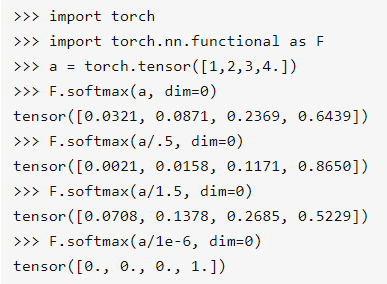 >>> import torch
>>> import torch.nn.functional as F
>>> a = torch.tensor([1,2,3,4.])
>>> F.softmax(a, dim=0)
tensor([0.0321, 0.0871, 0.2369, 0.6439])
>>> F.softmax(a/.5, dim=0)
tensor([0.0021, 0.0158, 0.1171, 0.8650])
>>> F.softmax(a/1.5, dim=0)
tensor([0.0708, 0.1378, 0.2685, 0.5229])
>>> F.softmax(a/1e-6, dim=0)
tensor([0., 0., 0., 1.])